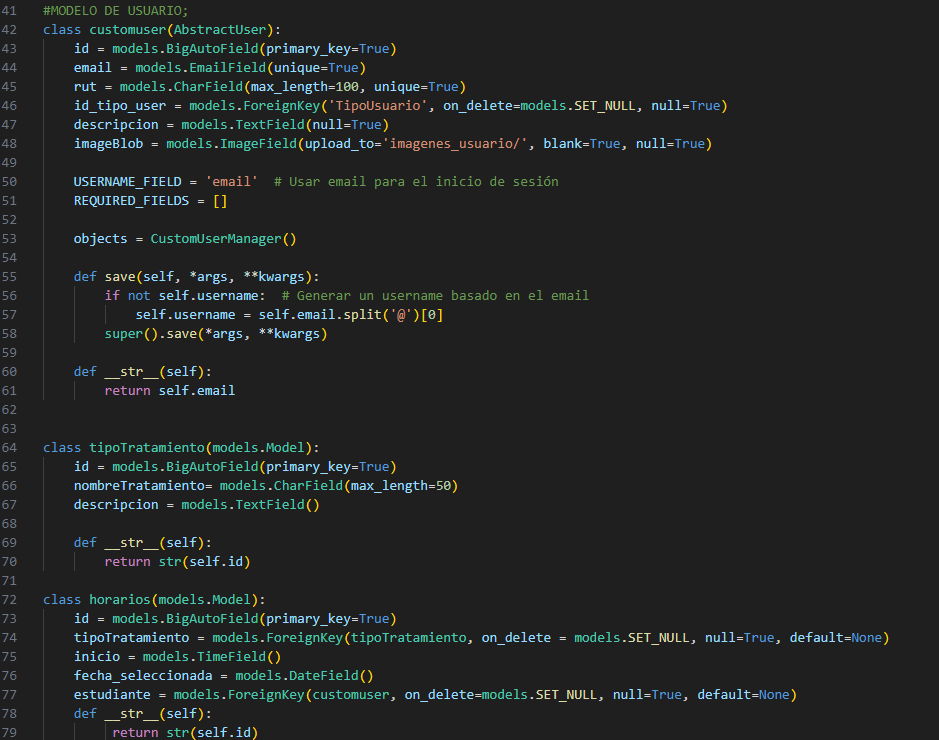 41 #MODELO DE USUARIO;
42 class customuser(AbstractUser):
43     id = models.BigAutoField(primary_key=True)
44     email = models.EmailField(unique=True)
45     rut = models.CharField(max_length=100, unique=True)
46     id_tipo_user = models.ForeignKey('TipoUsuario', on_delete=models.SET_NULL, null=True)
47     descripcion = models.TextField(null=True)
48     imageBlob = models.ImageField(upload_to='imagenes_usuario/', blank=True, null=True)
49
50     USERNAME_FIELD = 'email'  # Usar email para el inicio de sesión
51     REQUIRED_FIELDS = []
52
53     objects = CustomUserManager()
54
55     def save(self, *args, **kwargs):
56         if not self.username:  # Generar un username basado en el email
57             self.username = self.email.split('@')[0]
58         super().save(*args, **kwargs)
59
60     def __str__(self):
61         return self.email
62
63
64 class tipoTratamiento(models.Model):
65     id = models.BigAutoField(primary_key=True)
66     nombreTratamiento= models.CharField(max_length=50)
67     descripcion = models.TextField()
68
69     def __str__(self):
70         return str(self.id)
71
72 class horarios(models.Model):
73     id = models.BigAutoField(primary_key=True)
74     tipoTratamiento = models.ForeignKey(tipoTratamiento, on_delete = models.SET_NULL, null=True, default=None)
75     inicio = models.TimeField()
76     fecha_seleccionada = models.DateField()
77     estudiante = models.ForeignKey(customuser, on_delete=models.SET_NULL, null=True, default=None)
78     def __str__(self):
79          return str(self.id)